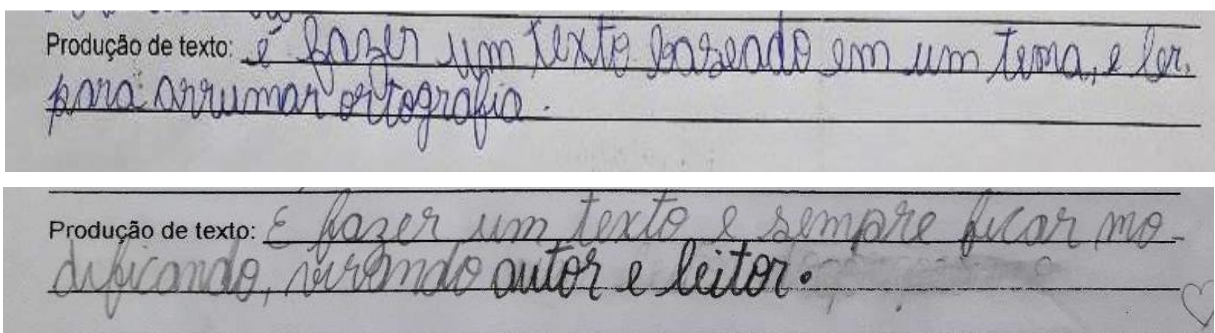 Produção de texto: é fazer um texto baseado em um tema, e ler.
para arrumar ortografia.
Produção de texto: É fazer um texto e sempre ficar mo-
dificando, virando autor e leitor.